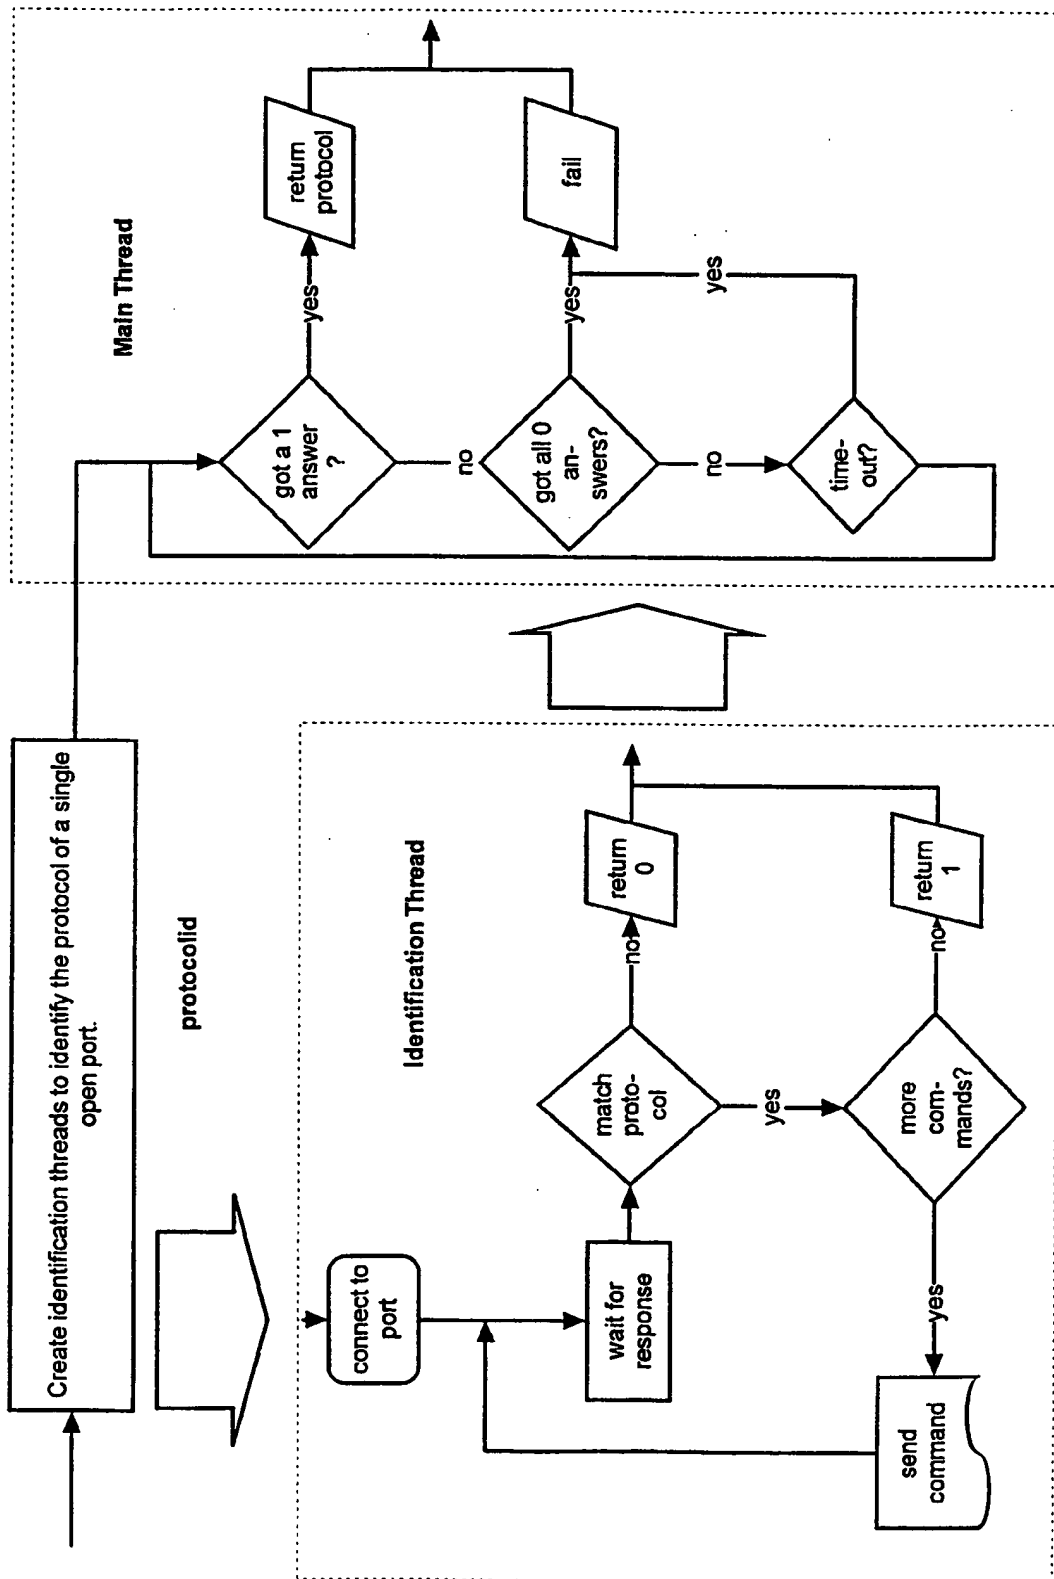 Create identification threads to identify the protocol of a single
open port.
protocolid
Main Thread
got a 1
answer
?
yes
return
protocol
no
got all 0
an-
swers?
yes
fail
no
time-
out?
yes
Identification Thread
connect to
port
wait for
response
match
proto-
col
no
return
0
yes
more
com-
mands?
no
return
1
yes
send
command